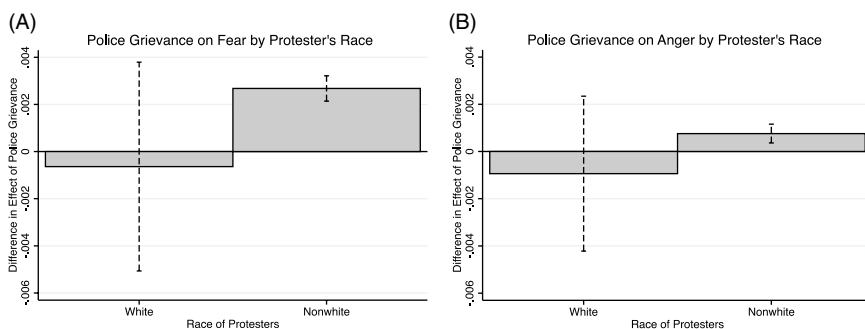 (A)
Police Grievance on Fear by Protester's Race
Difference in Effect of Police Grievance
.004
.002
0
-.002
-.004
-.006
White
Nonwhite
Race of Protesters
(B)
Police Grievance on Anger by Protester's Race
Difference in Effect of Police Grievance
.004
.002
0
-.002
-.004
-.006
White
Nonwhite
Race of Protesters